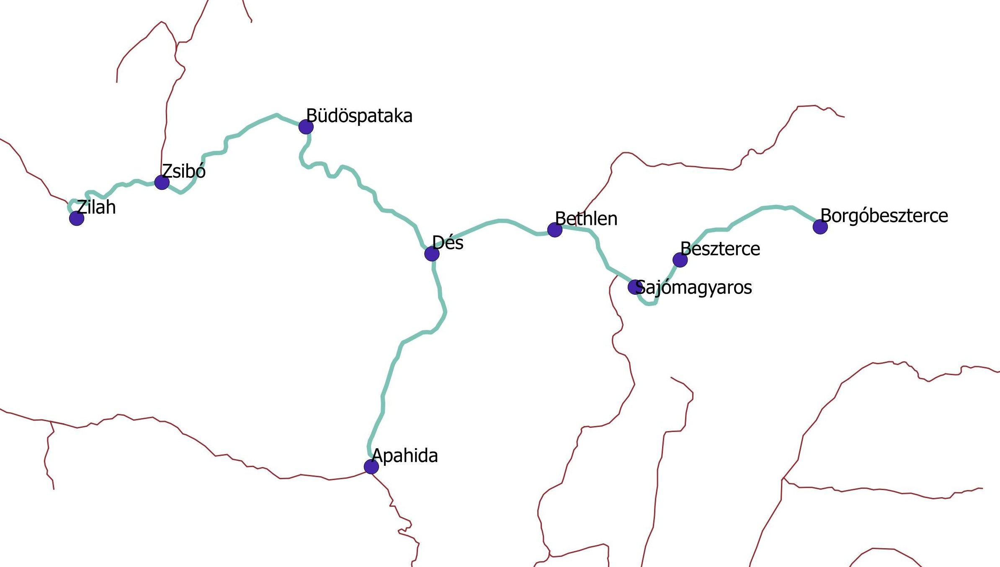 Büdöspataka
Zsibó
Zilah
Bethlen
Borgóbeszterce
Dés
Beszterce
Sajómagyaros
Apahida